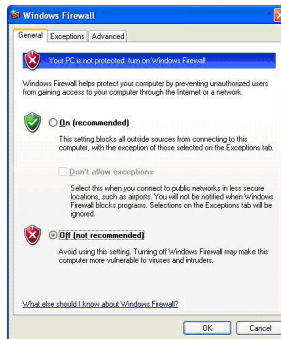 Windows Firewall
General Exceptions Advanced
Your PC is not protected: turn on Windows Firewall
Windows Firewall helps protect your computer by preventing unauthorized users
from gaining access to your computer through the Internet or a network.
On (recommended)
This setting blocks all outside sources from connecting to this
computer, with the exception of those selected on the Exceptions tab.
Don't allow exceptions
Select this when you connect to public networks in less secure
locations, such as airports. You will not be notified when Windows
Firewall blocks programs. Selections on the Exceptions tab will be
ignored.
Off (not recommended)
Avoid using this setting. Turning off Windows Firewall may make this
computer more vulnerable to viruses and intruders.
What else should I know about Windows Firewall?
OK Cancel